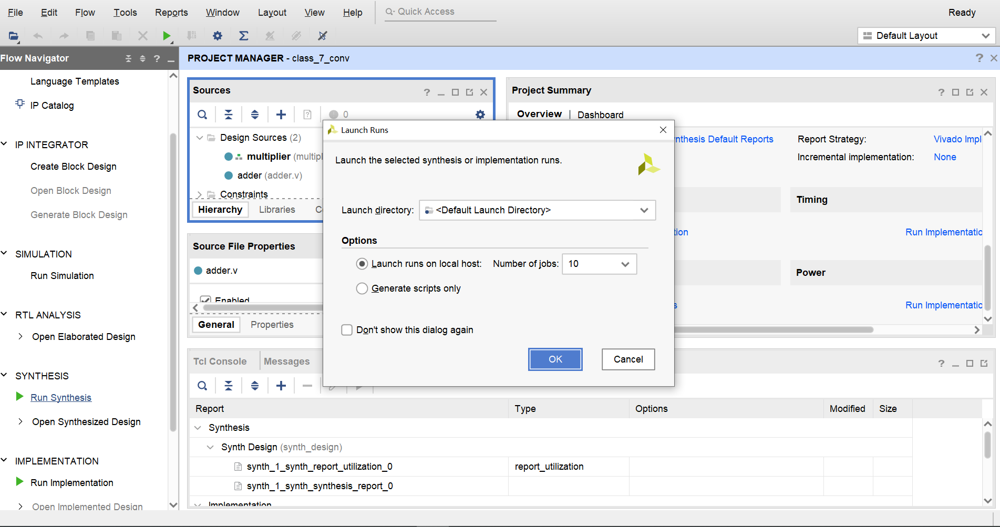 File Edit Flow Tools Reports Window Layout View Help Quick Access Ready
Default Layout
Flow Navigator ?
PROJECT MANAGER - class_7_conv ?
Language Templates
IP Catalog
IP INTEGRATOR
Create Block Design
Open Block Design
Generate Block Design
SIMULATION
Run Simulation
RTL ANALYSIS
Open Elaborated Design
SYNTHESIS
Run Synthesis
Open Synthesized Design
IMPLEMENTATION
Run Implementation
Open Implemented Design
Sources ?
? 0
Design Sources (2)
multiplier (multipl
adder (adder.v)
Constraints
Hierarchy Libraries C
Source File Properties
adder.v
Enabled
General Properties
Project Summary ?
Overview | Dashboard
nthesis Default Reports
Report Strategy: Vivado Impl
Incremental implementation: None
Timing
tion Run Implementatio
Power
s Run Implementatio
Launch Runs
Launch the selected synthesis or implementation runs.
Launch directory: <Default Launch Directory>
Options
Launch runs on local host: Number of jobs: 10
Generate scripts only
Don't show this dialog again
OK Cancel
Tcl Console Messages ?
Report Type Options Modified Size
Synthesis
Synth Design (synth_design)
synth_1_synth_report_utilization_0 report_utilization
synth_1_synth_synthesis_report_0
Implementation